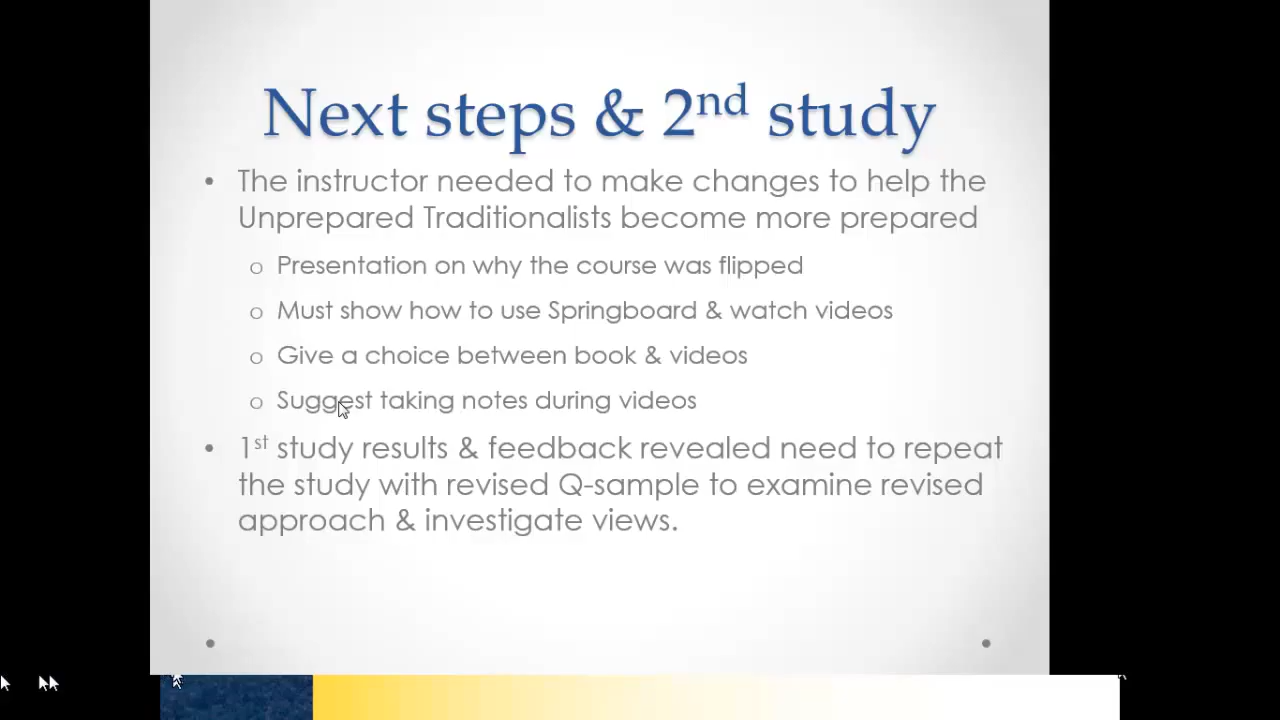 Next steps & 2nd study
• The instructor needed to make changes to help the
Unprepared Traditionalists become more prepared
o Presentation on why the course was flipped
o Must show how to use Springboard & watch videos
o Give a choice between book & videos
o Suggest taking notes during videos
• 1st study results & feedback revealed need to repeat
the study with revised Q-sample to examine revised
approach & investigate views.